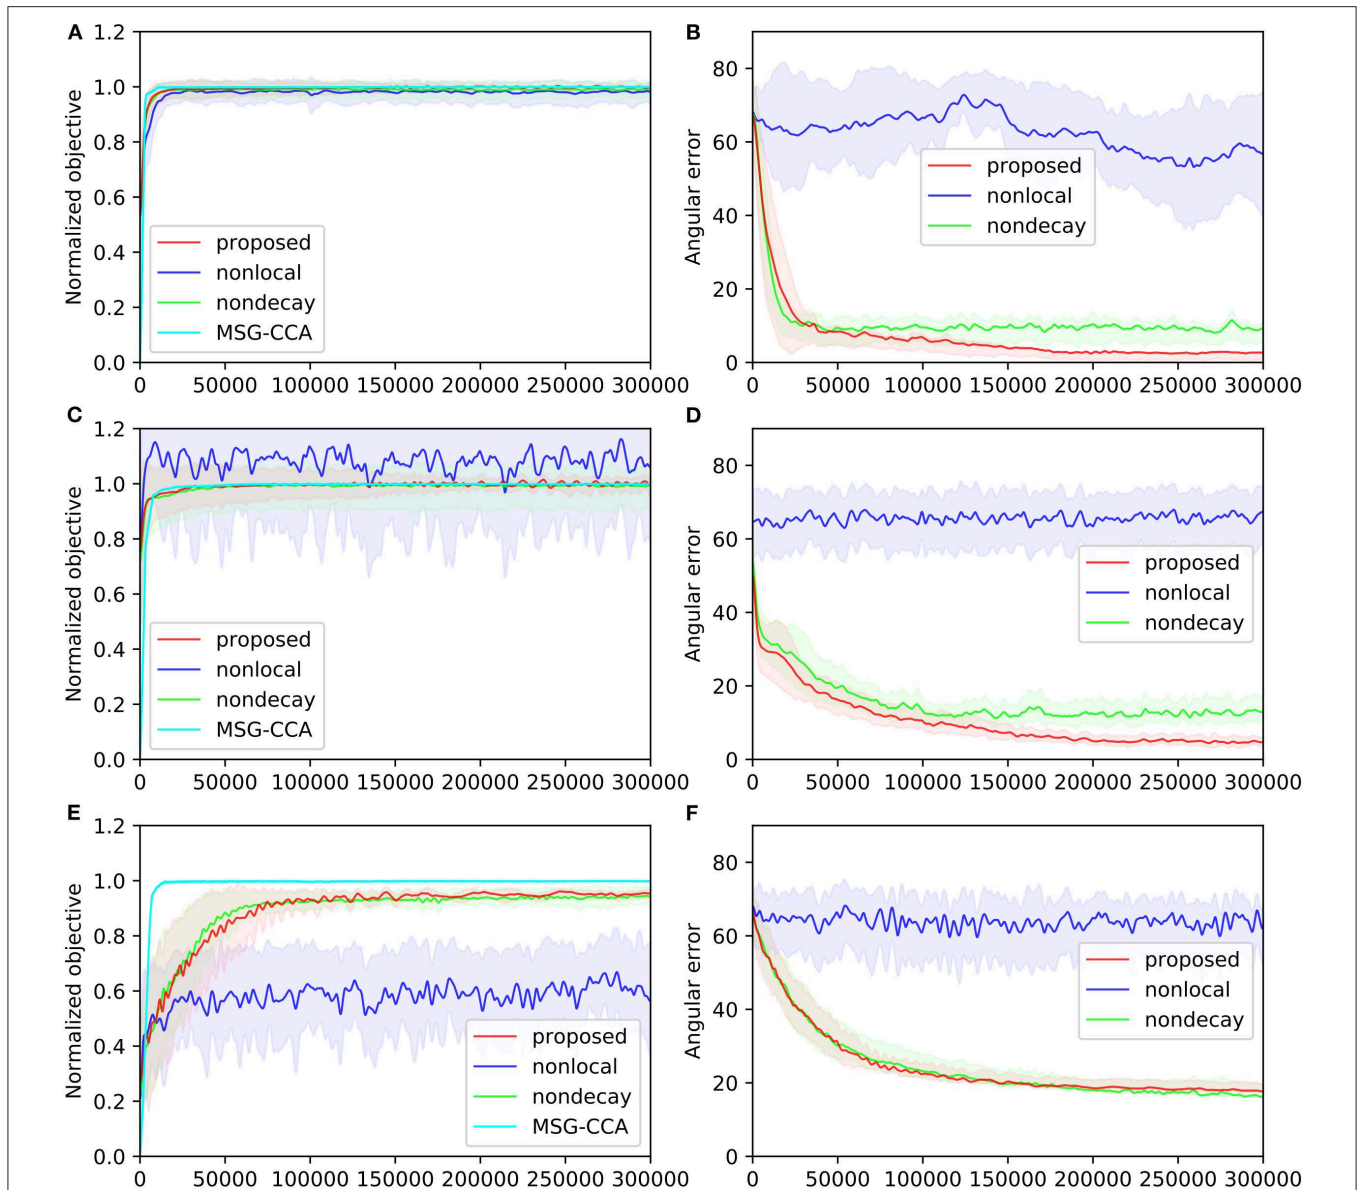 A
Normalized objective
1.2
1.0
0.8
0.6
0.4
0.2
0.0
proposed
nonlocal
nondecay
MSG-CCA
0 50000 100000 150000 200000 250000 300000
B
Angular error
80
60
40
20
0
proposed
nonlocal
nondecay
0 50000 100000 150000 200000 250000 300000
C
Normalized objective
1.2
1.0
0.8
0.6
0.4
0.2
0.0
proposed
nonlocal
nondecay
MSG-CCA
0 50000 100000 150000 200000 250000 300000
D
Angular error
80
60
40
20
0
proposed
nonlocal
nondecay
0 50000 100000 150000 200000 250000 300000
E
Normalized objective
1.2
1.0
0.8
0.6
0.4
0.2
0.0
proposed
nonlocal
nondecay
MSG-CCA
0 50000 100000 150000 200000 250000 300000
F
Angular error
80
60
40
20
0
proposed
nonlocal
nondecay
0 50000 100000 150000 200000 250000 300000